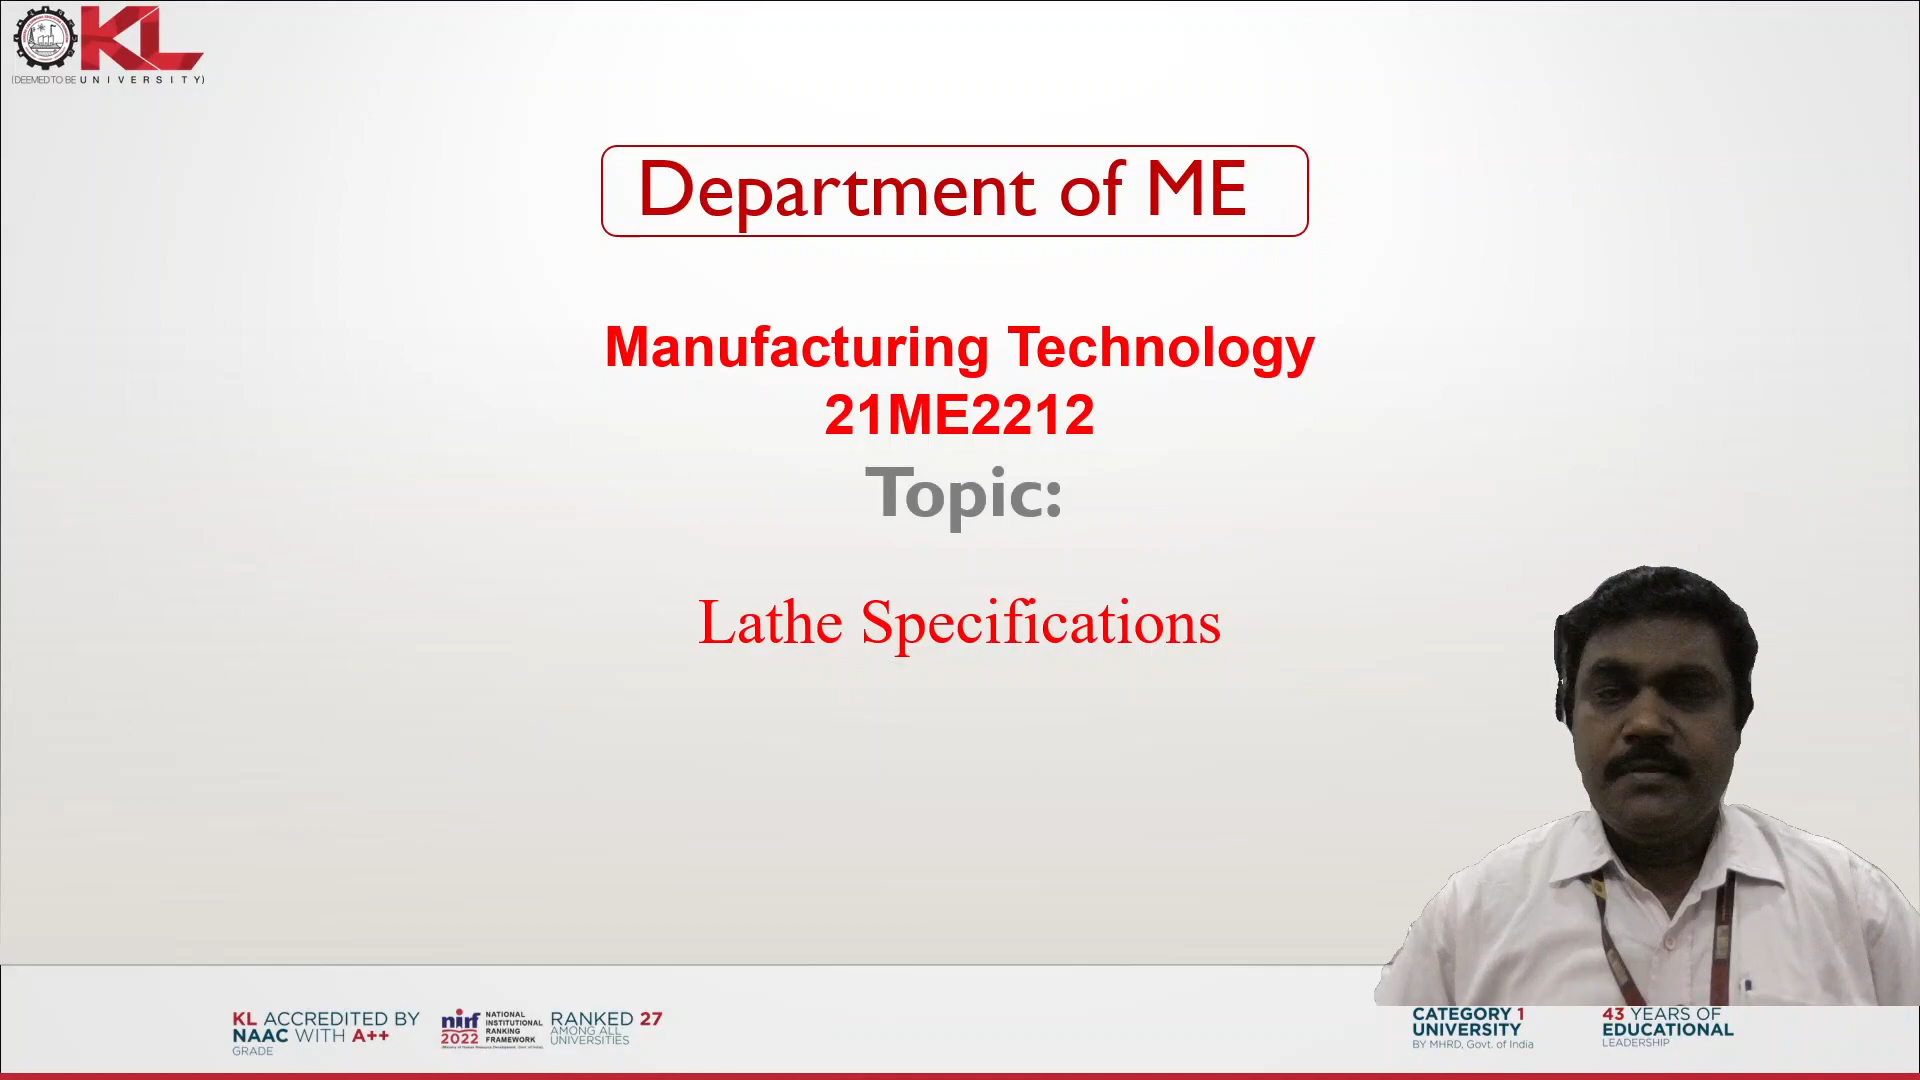 KL
(DEEMED TO BE UNIVERSITY)
Department of ME
Manufacturing Technology
21ME2212
Topic:
Lathe Specifications
KL ACCREDITED BY
NAAC WITH A++
GRADE
nirf
2022
NATIONAL
INSTITUTIONAL
RANKING
FRAMEWORK
RANKED 27
AMONG ALL
UNIVERSITIES
CATEGORY 1
UNIVERSITY
BY MHRD, Govt. of India
43 YEARS OF
EDUCATIONAL
LEADERSHIP